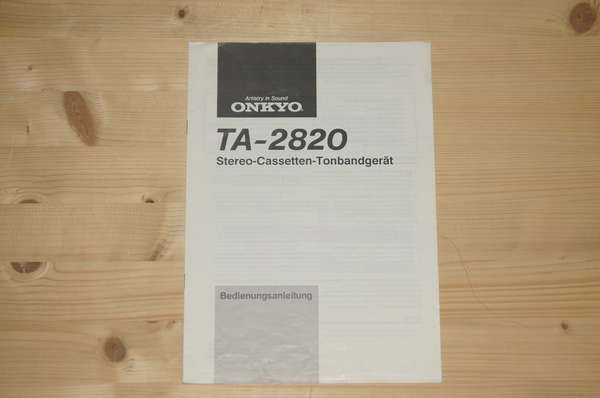 Artistry in Sound
ONKYO
TA-2820
Stereo-Cassetten-Tonbandgerät
Bedienungsanleitung